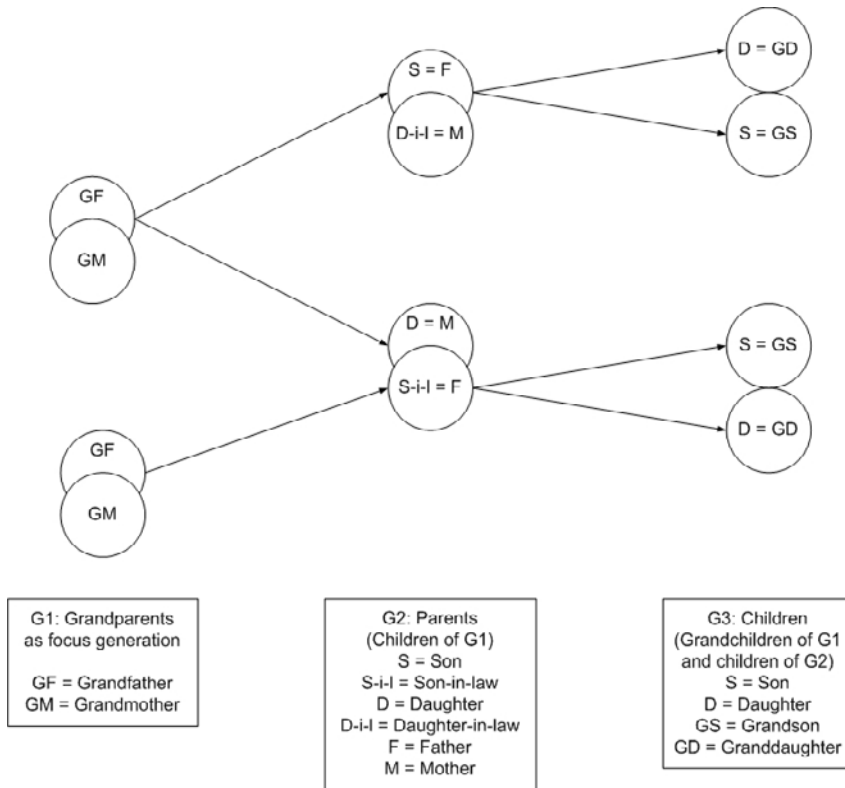 D = GD
S = F
D-i-l = M
S = GS
GF
GM
D = M
S = GS
S-i-l = F
D = GD
GF
GM
G1: Grandparents
as focus generation
GF = Grandfather
GM = Grandmother
G2: Parents
(Children of G1)
S = Son
S-i-l = Son-in-law
D = Daughter
D-i-l = Daughter-in-law
F = Father
M = Mother
G3: Children
(Grandchildren of G1
and children of G2)
S = Son
D = Daughter
GS = Grandson
GD = Granddaughter